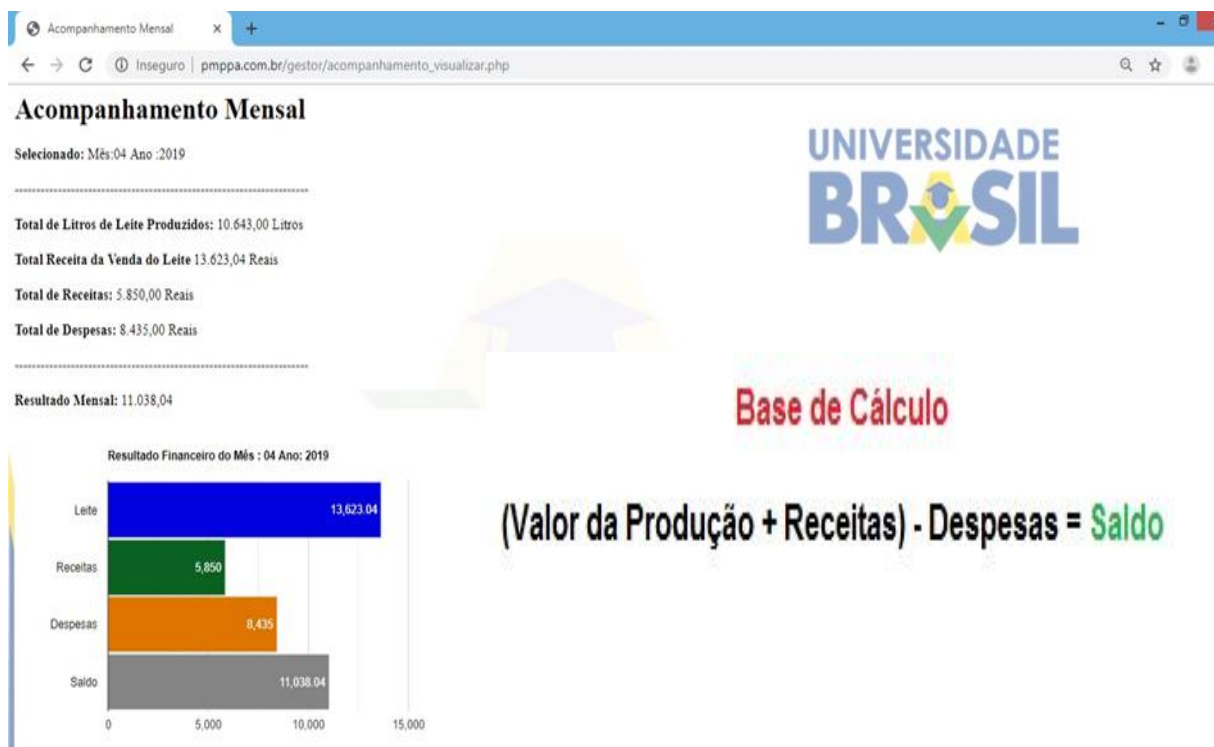 Acompanhamento Mensal
Inseguro | pmppa.com.br/gestor/acompanhamento_visualizar.php
Acompanhamento Mensal
Selecionado: Mês:04 Ano :2019
Total de Litros de Leite Produzidos: 10.643,00 Litros
Total Receita da Venda do Leite 13.623,04 Reais
Total de Receitas: 5.850,00 Reais
Total de Despesas: 8.435,00 Reais
Resultado Mensal: 11.038,04
UNIVERSIDADE
BRASIL
Base de Cálculo
(Valor da Produção + Receitas) - Despesas = Saldo
Resultado Financeiro do Mês : 04 Ano: 2019
Leite 13,623.04
Receitas 5,850
Despesas 8,435
Saldo 11,038.04
0 5,000 10,000 15,000